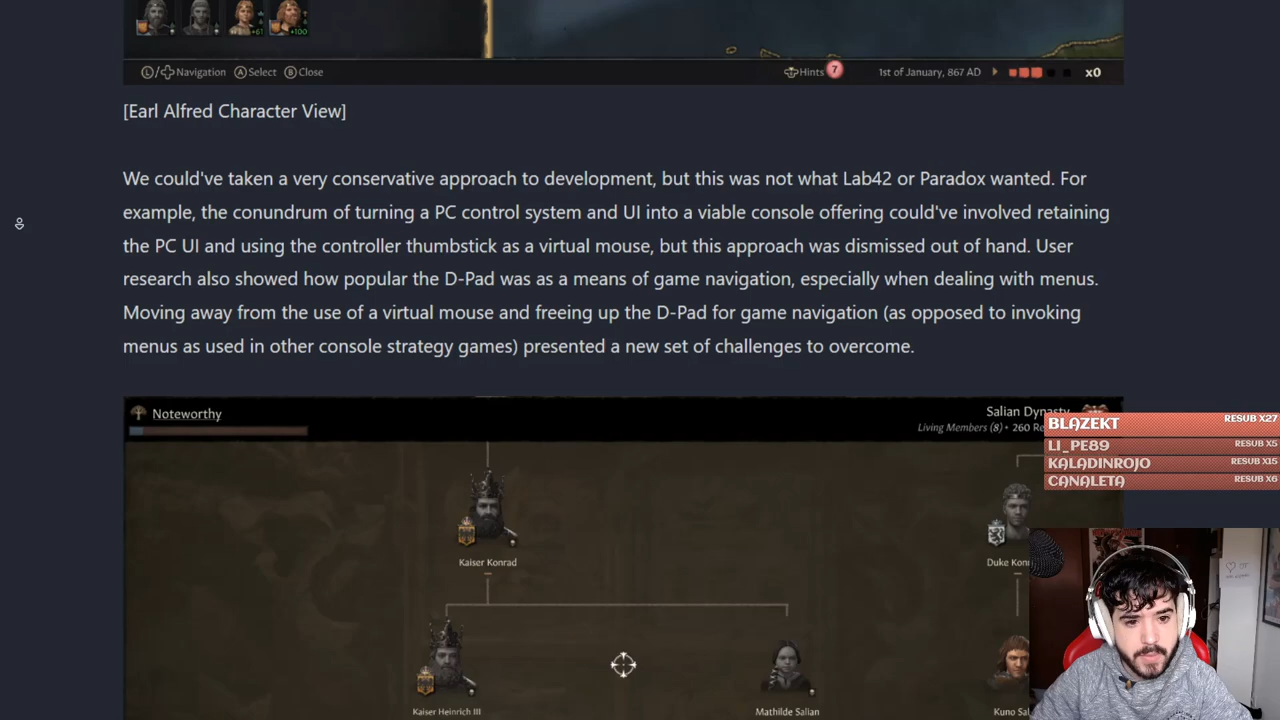 +61
+100
Navigation
Select
Close
Hints
7
1st of January, 867 AD
x0
[Earl Alfred Character View]
We could've taken a very conservative approach to development, but this was not what Lab42 or Paradox wanted. For
example, the conundrum of turning a PC control system and UI into a viable console offering could've involved retaining
the PC UI and using the controller thumbstick as a virtual mouse, but this approach was dismissed out of hand. User
research also showed how popular the D-Pad was as a means of game navigation, especially when dealing with menus.
Moving away from the use of a virtual mouse and freeing up the D-Pad for game navigation (as opposed to invoking
menus as used in other console strategy games) presented a new set of challenges to overcome.
Noteworthy
Salian Dynasty
Living Members (8) • 260 Re
BLAZEKT RESUB X27
LI_PE89 RESUB X5
KALADINROJO RESUB X15
CANALETA RESUB X6
Kaiser Konrad
Duke Kon
Kaiser Heinrich III
Mathilde Salian
Kuno Sal